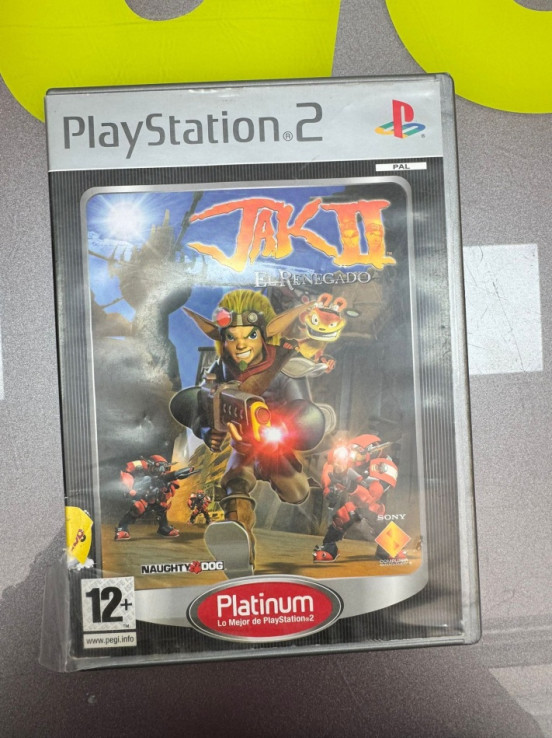 PlayStation®2
PAL
JAK II
EL RENEGADO
SONY
NAUGHTY DOG
12+
www.pegi.info
Platinum
Lo Mejor de PlayStation®2